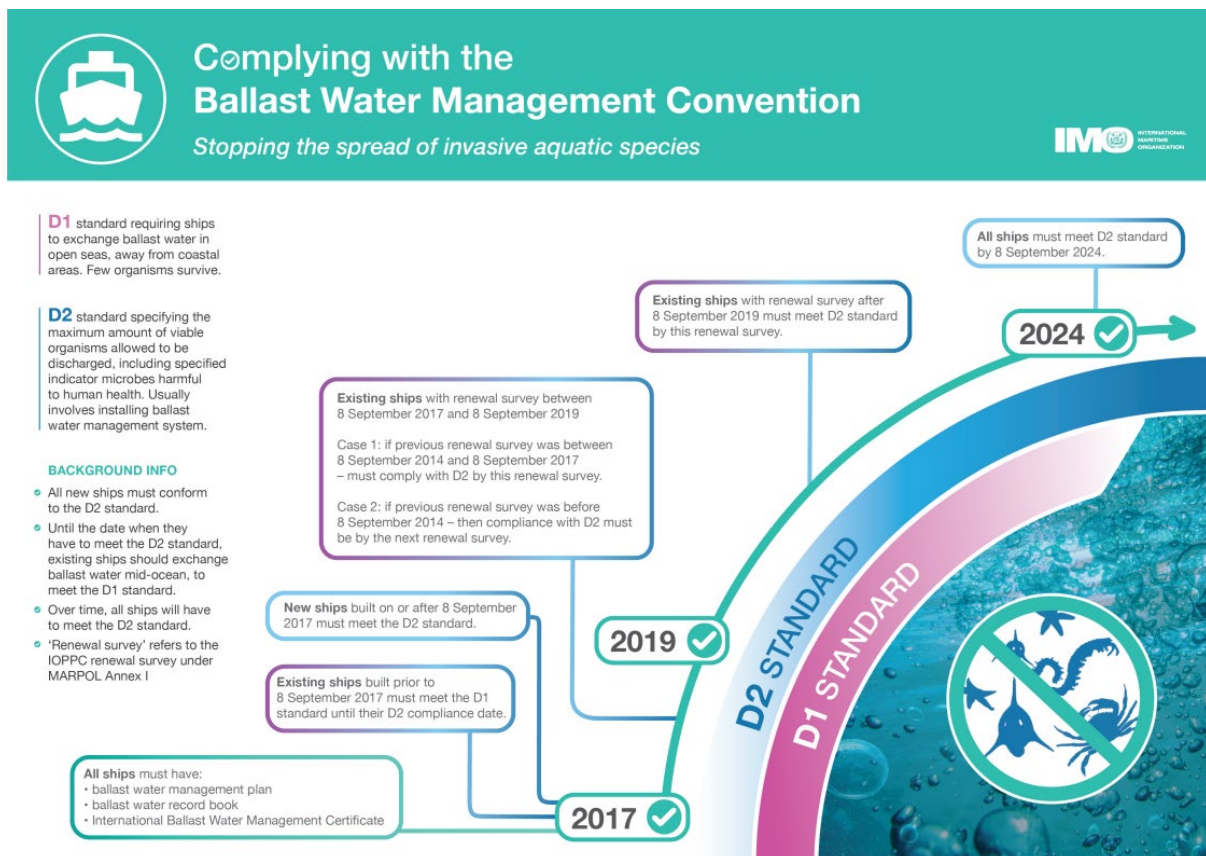 Complying with the
Ballast Water Management Convention
Stopping the spread of invasive aquatic species
IMO
INTERNATIONAL
MARITIME
ORGANIZATION
D1 standard requiring ships
to exchange ballast water in
open seas, away from coastal
areas. Few organisms survive.
D2 standard specifying the
maximum amount of viable
organisms allowed to be
discharged, including specified
indicator microbes harmful
to human health. Usually
involves installing ballast
water management system.
BACKGROUND INFO
All new ships must conform
to the D2 standard.
Until the date when they
have to meet the D2 standard,
existing ships should exchange
ballast water mid-ocean, to
meet the D1 standard.
Over time, all ships will have
to meet the D2 standard.
‘Renewal survey’ refers to the
IOPPC renewal survey under
MARPOL Annex I
All ships must meet D2 standard
by 8 September 2024.
2024
Existing ships with renewal survey after
8 September 2019 must meet D2 standard
by this renewal survey.
Existing ships with renewal survey between
8 September 2017 and 8 September 2019
Case 1: if previous renewal survey was between
8 September 2014 and 8 September 2017
– must comply with D2 by this renewal survey.
Case 2: if previous renewal survey was before
8 September 2014 – then compliance with D2 must
be by the next renewal survey.
2019
New ships built on or after 8 September
2017 must meet the D2 standard.
Existing ships built prior to
8 September 2017 must meet the D1
standard until their D2 compliance date.
All ships must have:
• ballast water management plan
• ballast water record book
• International Ballast Water Management Certificate
2017
D2 STANDARD
D1 STANDARD